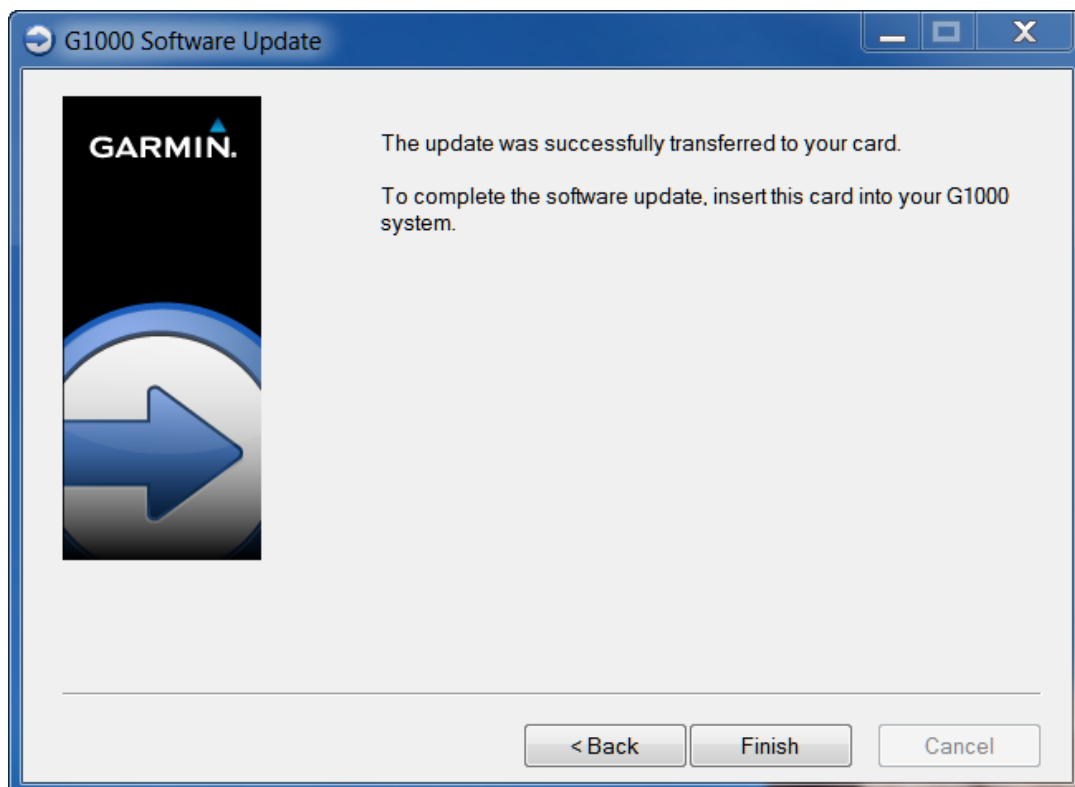 G1000 Software Update
GARMIN.
The update was successfully transferred to your card.
To complete the software update, insert this card into your G1000
system.
< Back
Finish
Cancel